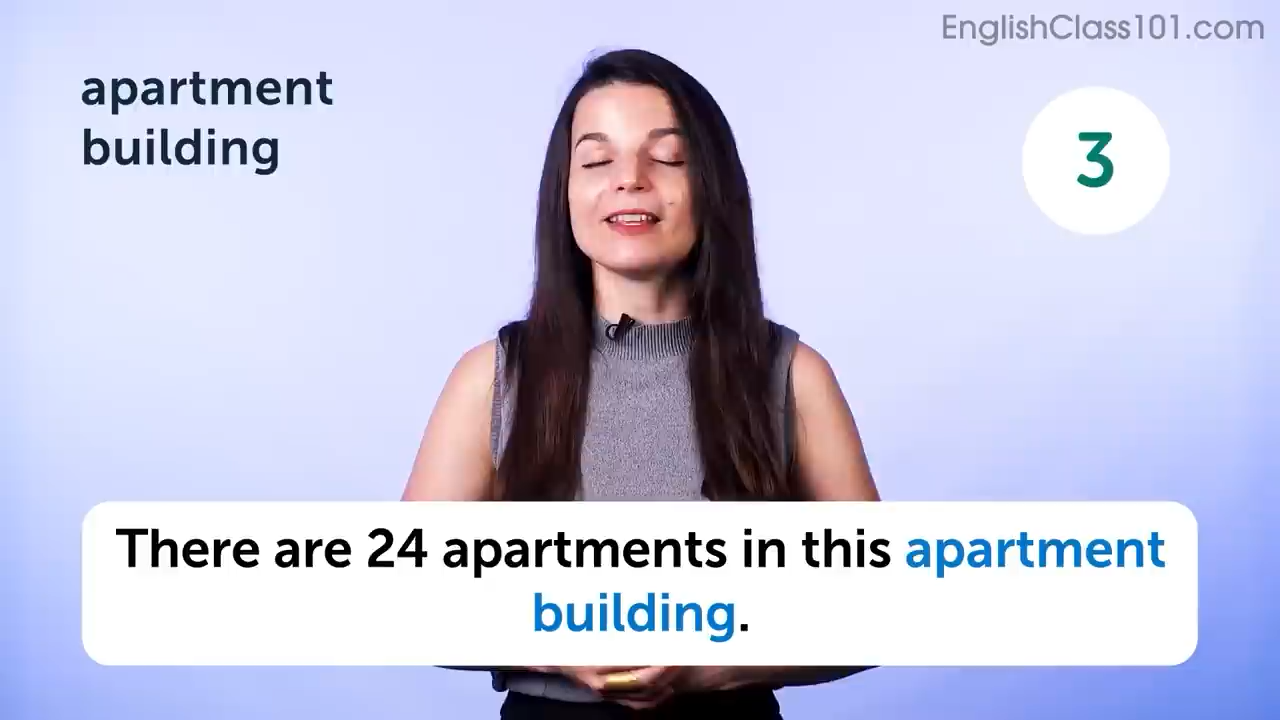 EnglishClass101.com
apartment
building
3
There are 24 apartments in this apartment
building.